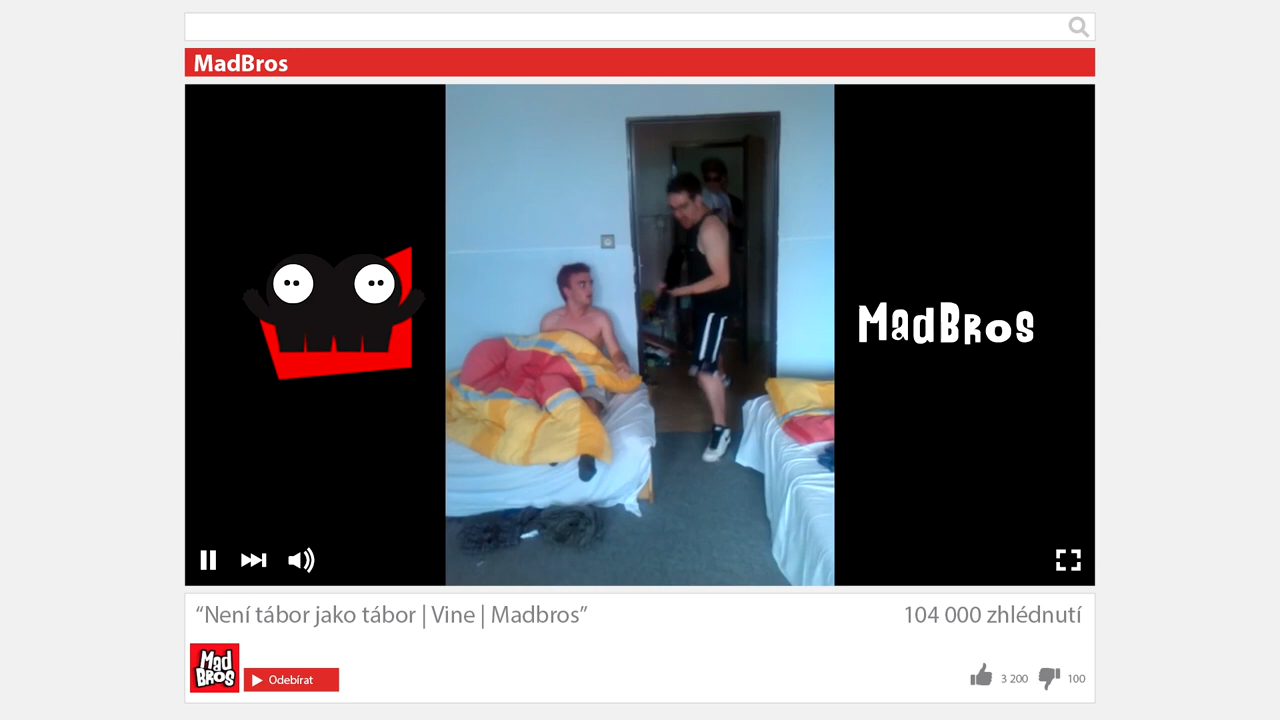 MadBros
MadBros
“Není tábor jako tábor | Vine | Madbros”
104 000 zhlédnutí
Mad
BROS
Odebírat
3 200
100